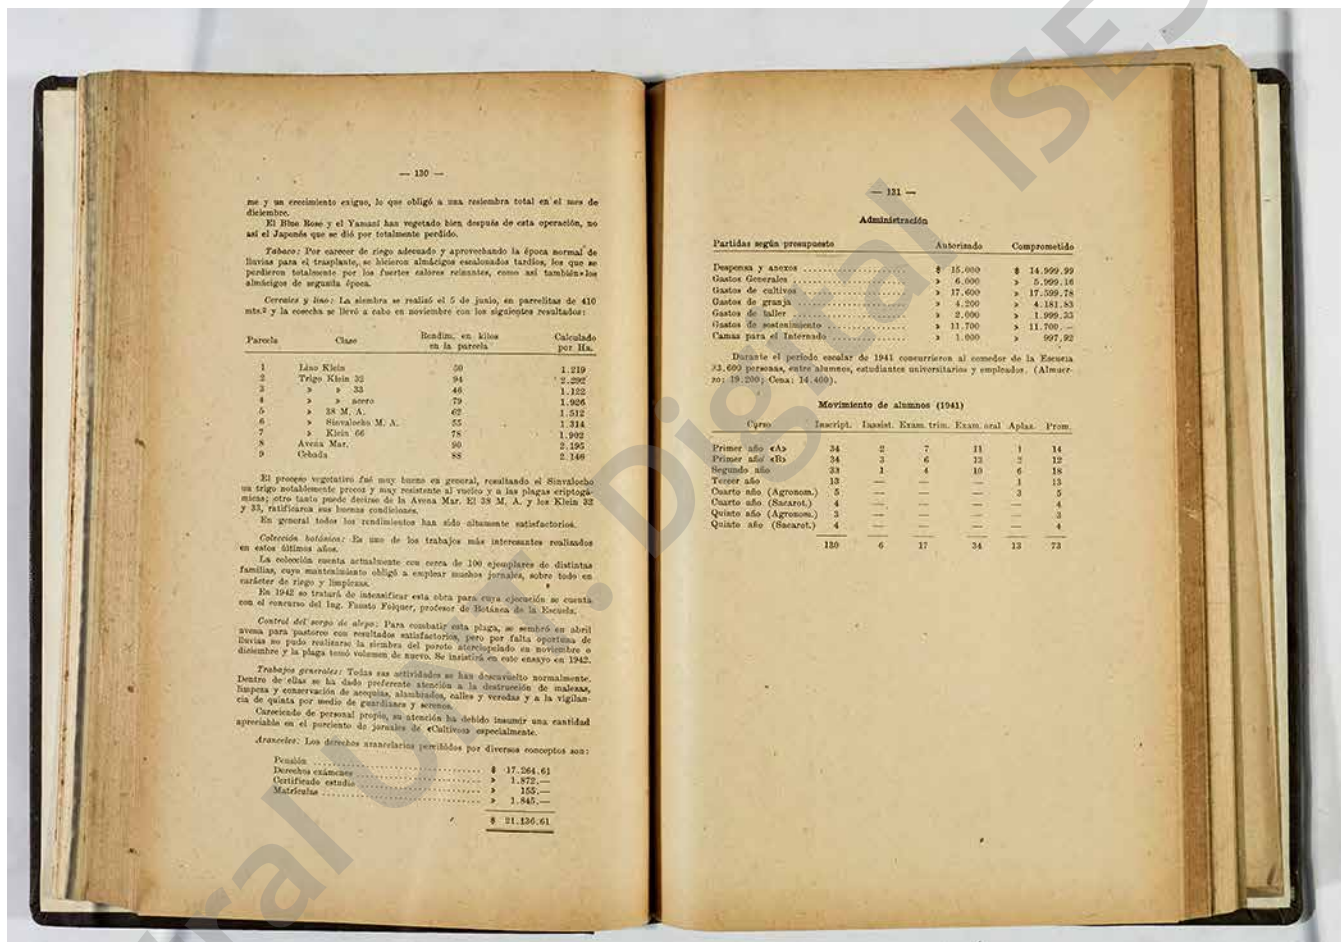 — 130 —
me y un crecimiento exiguo, lo que obligó a una resiembra total en el mes de
diciembre.
El Blue Rose y el Yamaní han vegetado bien después de esta operación, no
así el Japonés que se dió por totalmente perdido.
Tabaco: Por carecer de riego adecuado y aprovechando la época normal de
lluvias para el trasplante, se hicieron almácigos escalonados tardíos, los que se
perdieron totalmente por los fuertes calores reinantes, como así también los
almácigos de segunda época.
Cereales y lino: La siembra se realizó el 5 de junio, en parcelitas de 410
mts.² y la cosecha se llevó a cabo en noviembre con los siguientes resultados:
Parcela Clase Rendim. en kilos en la parcela Calculado por Ha.
1 Lino Klein 50 1.219
2 Trigo Klein 32 94 2.292
3 » » 33 46 1.122
4 » » acero 79 1.926
5 » 38 M. A. 62 1.512
6 » Sinvalocho M. A. 55 1.314
7 » Klein 66 78 1.902
8 Avena Mar. 90 2.195
9 Cebada 88 2.146
El proceso vegetativo fué muy bueno en general, resultando el Sinvalocho
un trigo notablemente precoz y muy resistente al vuelco y a las plagas criptogá-
micas; otro tanto puede decirse de la Avena Mar. El 38 M. A. y los Klein 32
y 33, ratificaron sus buenas condiciones.
En general todos los rendimientos han sido altamente satisfactorios.
Colección botánica: Es uno de los trabajos más interesantes realizados
en estos últimos años.
La colección cuenta actualmente con cerca de 100 ejemplares de distintas
familias, cuyo mantenimiento obligó a emplear muchos jornales, sobre todo en
carácter de riego y limpiezas.
En 1942 se tratará de intensificar esta obra para cuya ejecución se cuenta
con el concurso del Ing. Fausto Folquer, profesor de Botánea de la Escuela.
Control del sorgo de alepo: Para combatir esta plaga, se sembró en abril
avena para pastoreo con resultados satisfactorios, pero por falta oportuna de
lluvias no pudo realizarse la siembra del poroto aterciopelado en noviembre o
diciembre y la plaga tomó volumen de nuevo. Se insistirá en este ensayo en 1942.
Trabajos generales: Todas sus actividades se han desenvuelto normalmente.
Dentro de ellas se ha dado preferente atención a la destrucción de malezas,
limpeza y conservación de acequias, alambrados, calles y veredas y a la vigilan-
cia de quinta por medio de guardianes y serenos.
Careciendo de personal propio, su atención ha debido insumir una cantidad
apreciable en el porciento de jornales de «Cultivos» especialmente.
Aranceles: Los derechos arancelarios percibidos por diversos conceptos son:
Pensión $ 17.264.61
Derechos exámenes » 1.872.—
Certificado estudio » 155.—
Matrículas » 1.845.—
$ 21.136.61
— 131 —
Administración
Partidas según presupuesto Autorizado Comprometido
Despensa y anexos $ 15.000 $ 14.999.99
Gastos Generales » 6.000 » 5.999.16
Gastos de cultivos » 17.600 » 17.599.78
Gastos de granja » 4.200 » 4.181.83
Gastos de taller » 2.000 » 1.999.33
Gastos de sostenimiento » 11.700 » 11.700.—
Camas para el Internado » 1.000 » 997.92
Durante el período escolar de 1941 concurrieron al comedor de la Escuela
33.600 personas, entre alumnos, estudiantes universitarios y empleados. (Almuer-
zo: 19.200; Cena: 14.400).
Movimiento de alumnos (1941)
Curso Inscript. Inasist. Exam. trim. Exam. oral Aplas. Prom.
Primer año «A» 34 2 7 11 1 14
Primer año «B» 34 3 6 13 2 12
Segundo año 33 1 4 10 6 18
Tercer año 13 — — — 1 13
Cuarto año (Agronom.) 5 — — — 3 5
Cuarto año (Sacarot.) 4 — — — — 4
Quinto año (Agronom.) 3 — — — — 3
Quinto año (Sacarot.) 4 — — — — 4
130 6 17 34 13 73
ral UNT. Digital ISES